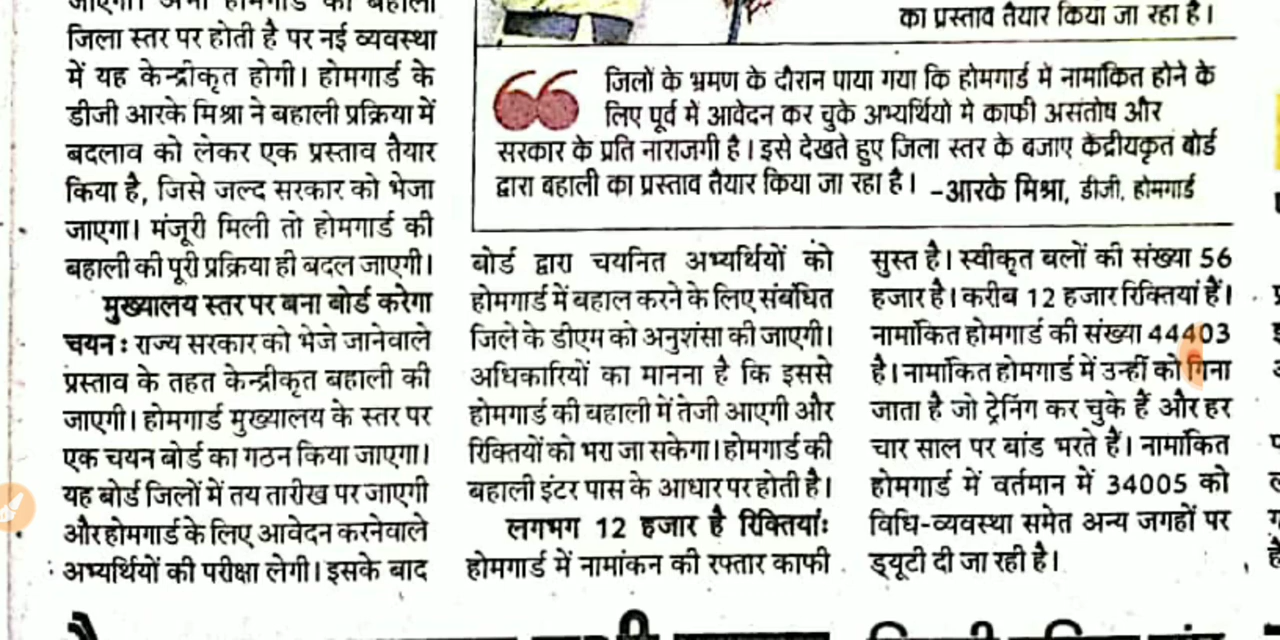 जिला स्तर पर होती है पर नई व्यवस्था
में यह केन्द्रीकृत होगी। होमगार्ड के
डीजी आरके मिश्रा ने बहाली प्रक्रिया में
बदलाव को लेकर एक प्रस्ताव तैयार
किया है, जिसे जल्द सरकार को भेजा
जाएगा। मंजूरी मिली तो होमगार्ड की
बहाली की पूरी प्रक्रिया ही बदल जाएगी।
मुख्यालय स्तर पर बना बोर्ड करेगा
चयन : राज्य सरकार को भेजे जानेवाले
प्रस्ताव के तहत केन्द्रीकृत बहाली की
जाएगी। होमगार्ड मुख्यालय के स्तर पर
एक चयन बोर्ड का गठन किया जाएगा।
यह बोर्ड जिलों में तय तारीख पर जाएगी
और होमगार्ड के लिए आवेदन करनेवाले
अभ्यर्थियों की परीक्षा लेगी। इसके बाद
का प्रस्ताव तैयार किया जा रहा है।
जिलों के भ्रमण के दौरान पाया गया कि होमगार्ड में नामांकित होने के
लिए पूर्व में आवेदन कर चुके अभ्यर्थियो मे काफी असंतोष और
सरकार के प्रति नाराजगी है। इसे देखते हुए जिला स्तर के बजाए केंद्रीयकृत बोर्ड
द्वारा बहाली का प्रस्ताव तैयार किया जा रहा है। -आरके मिश्रा, डीजी, होमगार्ड
बोर्ड द्वारा चयनित अभ्यर्थियों को
होमगार्ड में बहाल करने के लिए संबंधित
जिले के डीएम को अनुशंसा की जाएगी।
अधिकारियों का मानना है कि इससे
होमगार्ड की बहाली में तेजी आएगी और
रिक्तियों को भरा जा सकेगा। होमगार्ड की
बहाली इंटर पास के आधार पर होती है।
लगभग 12 हजार है रिक्तियां:
होमगार्ड में नामांकन की रफ्तार काफी
सुस्त है। स्वीकृत बलों की संख्या 56
हजार है। करीब 12 हजार रिक्तियां हैं।
नामांकित होमगार्ड की संख्या 44403
है। नामांकित होमगार्ड में उन्हीं को गिना
जाता है जो ट्रेनिंग कर चुके हैं और हर
चार साल पर बांड भरते हैं। नामांकित
होमगार्ड में वर्तमान में 34005 को
विधि-व्यवस्था समेत अन्य जगहों पर
ड्यूटी दी जा रही है।